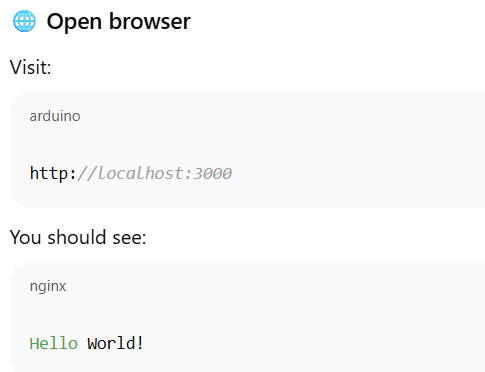 🌐 Open browser
Visit:
arduino
http://localhost:3000
You should see:
nginx
Hello World!